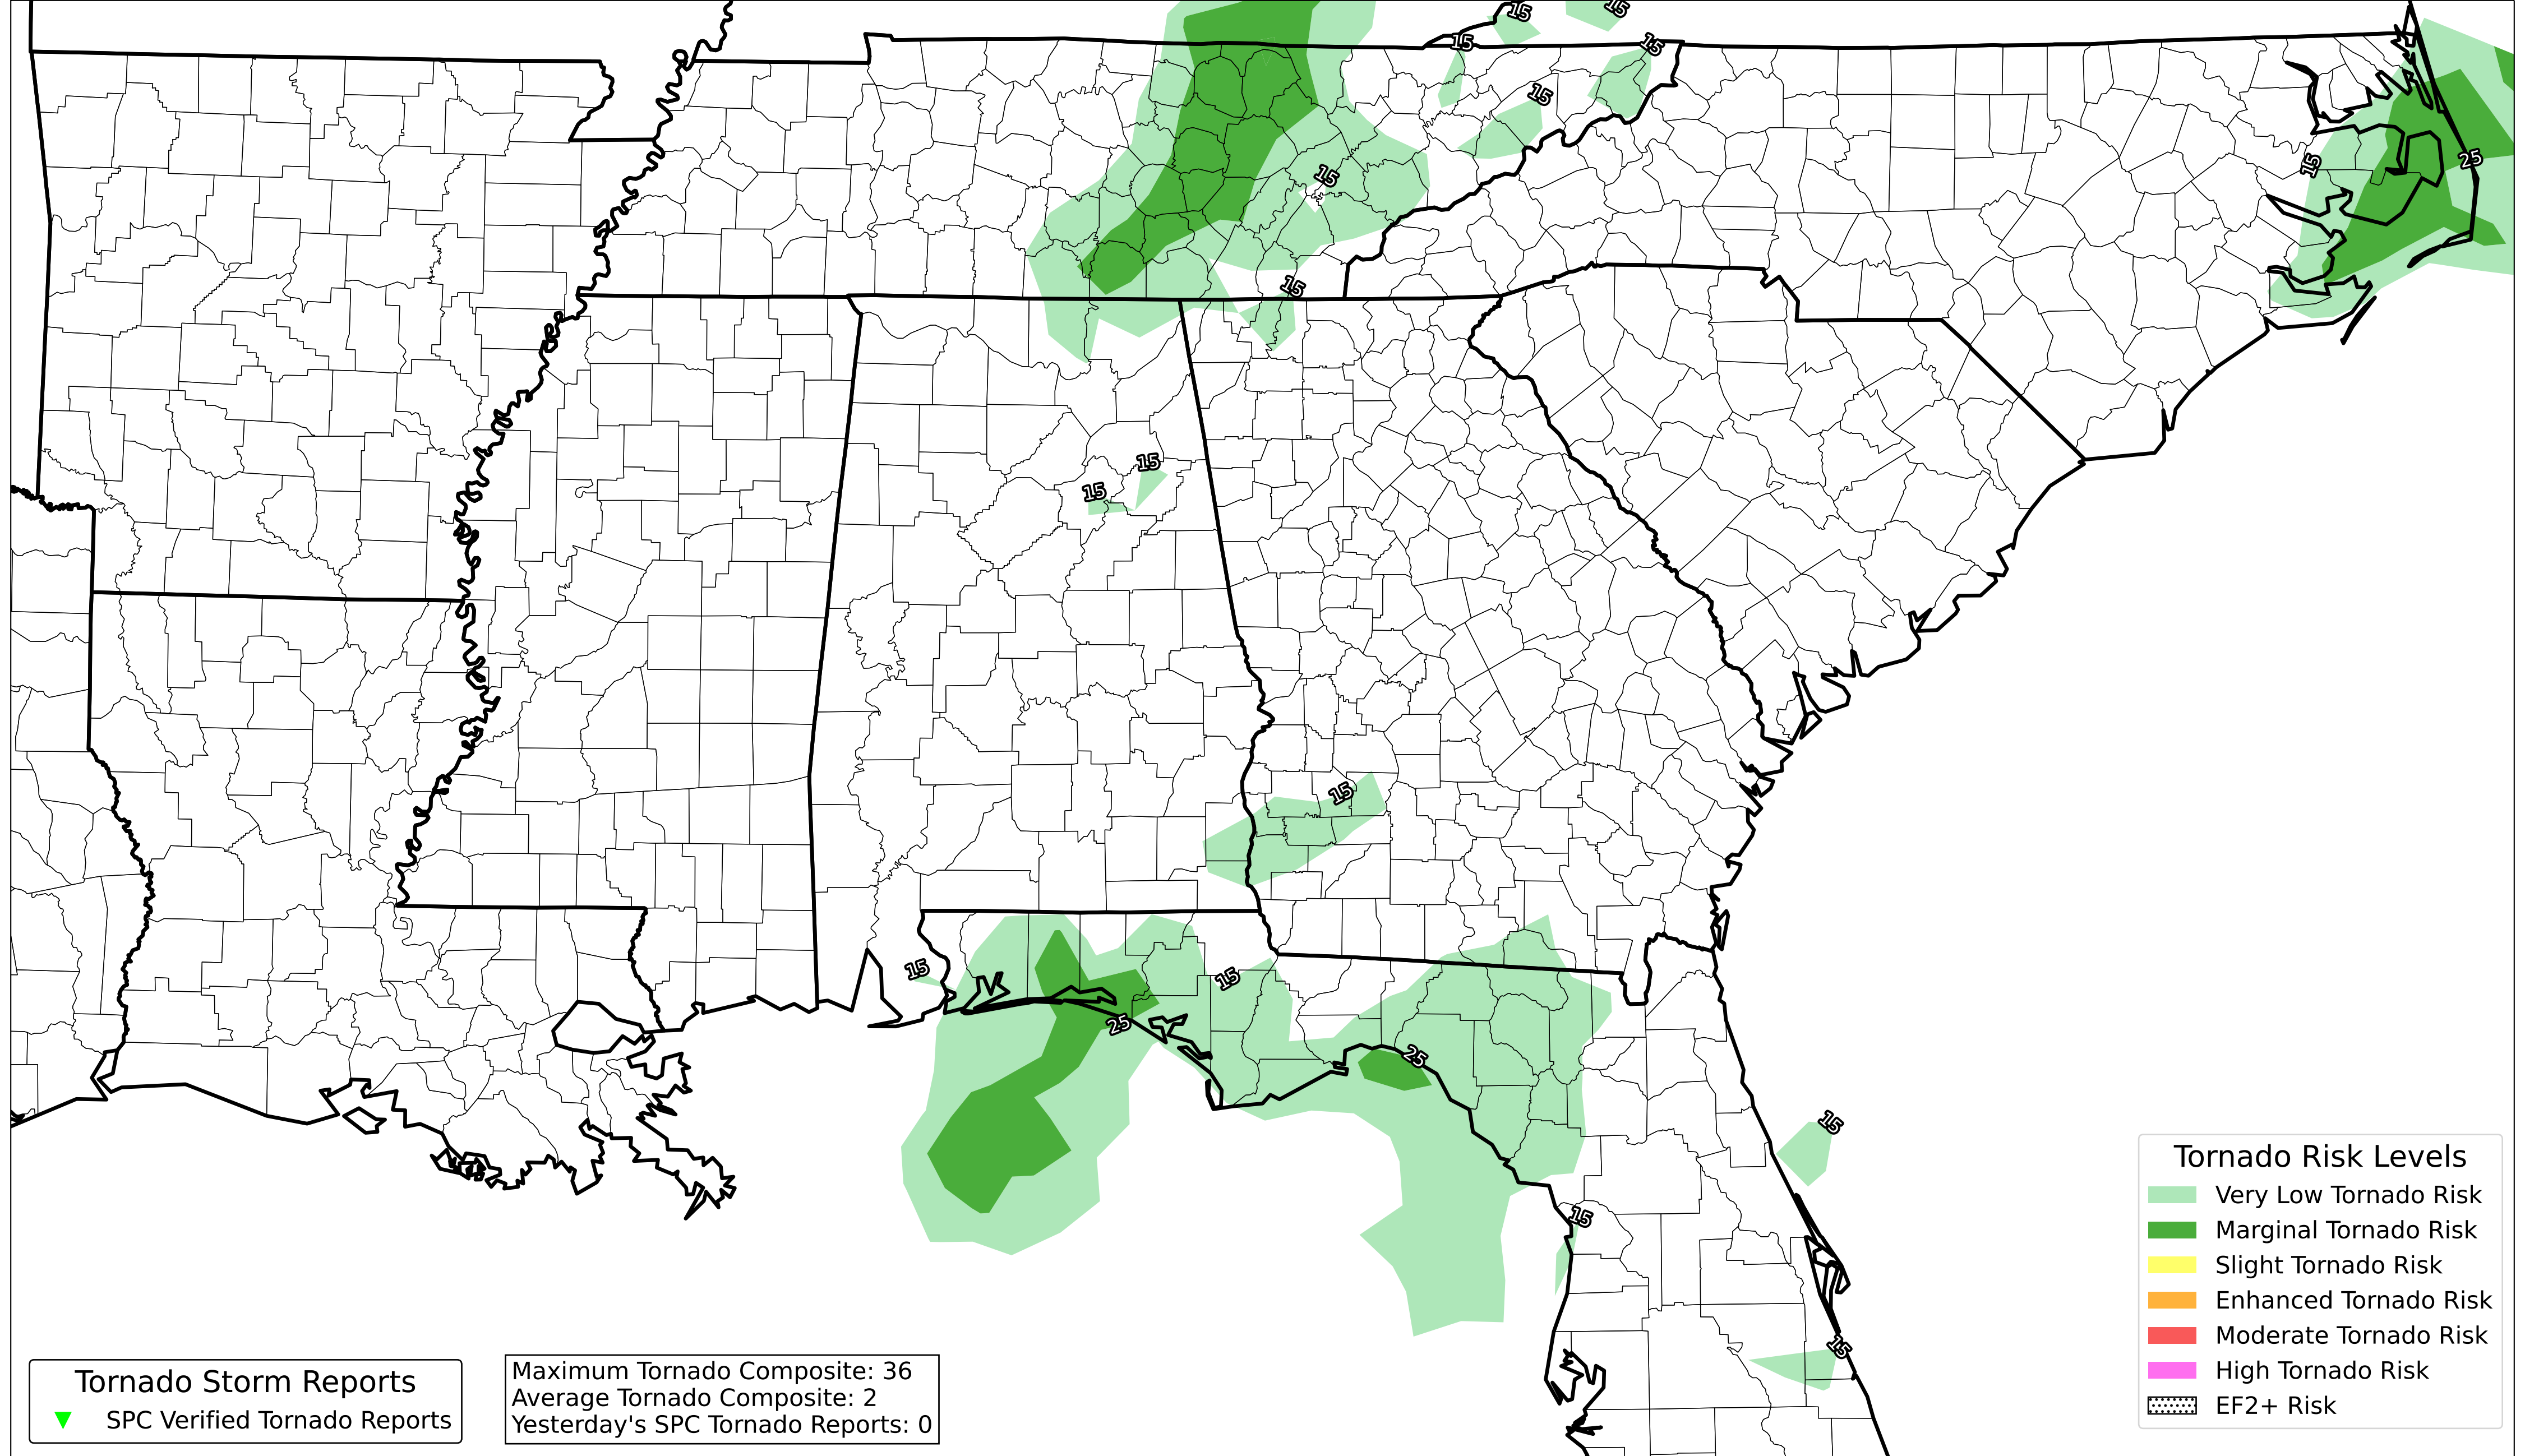 15
15
15
15
15
15
25
15
15
15
15
15
15
15
25
25
15
15
15
Tornado Risk Levels
Very Low Tornado Risk
Marginal Tornado Risk
Slight Tornado Risk
Enhanced Tornado Risk
Moderate Tornado Risk
High Tornado Risk
EF2+ Risk
Tornado Storm Reports
SPC Verified Tornado Reports
Maximum Tornado Composite: 36
Average Tornado Composite: 2
Yesterday's SPC Tornado Reports: 0